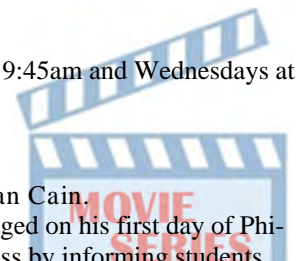 9:45am and Wednesdays at
an Cain.
MOVIE
ged on his first day of Phi-
SERIES
ss by informing students